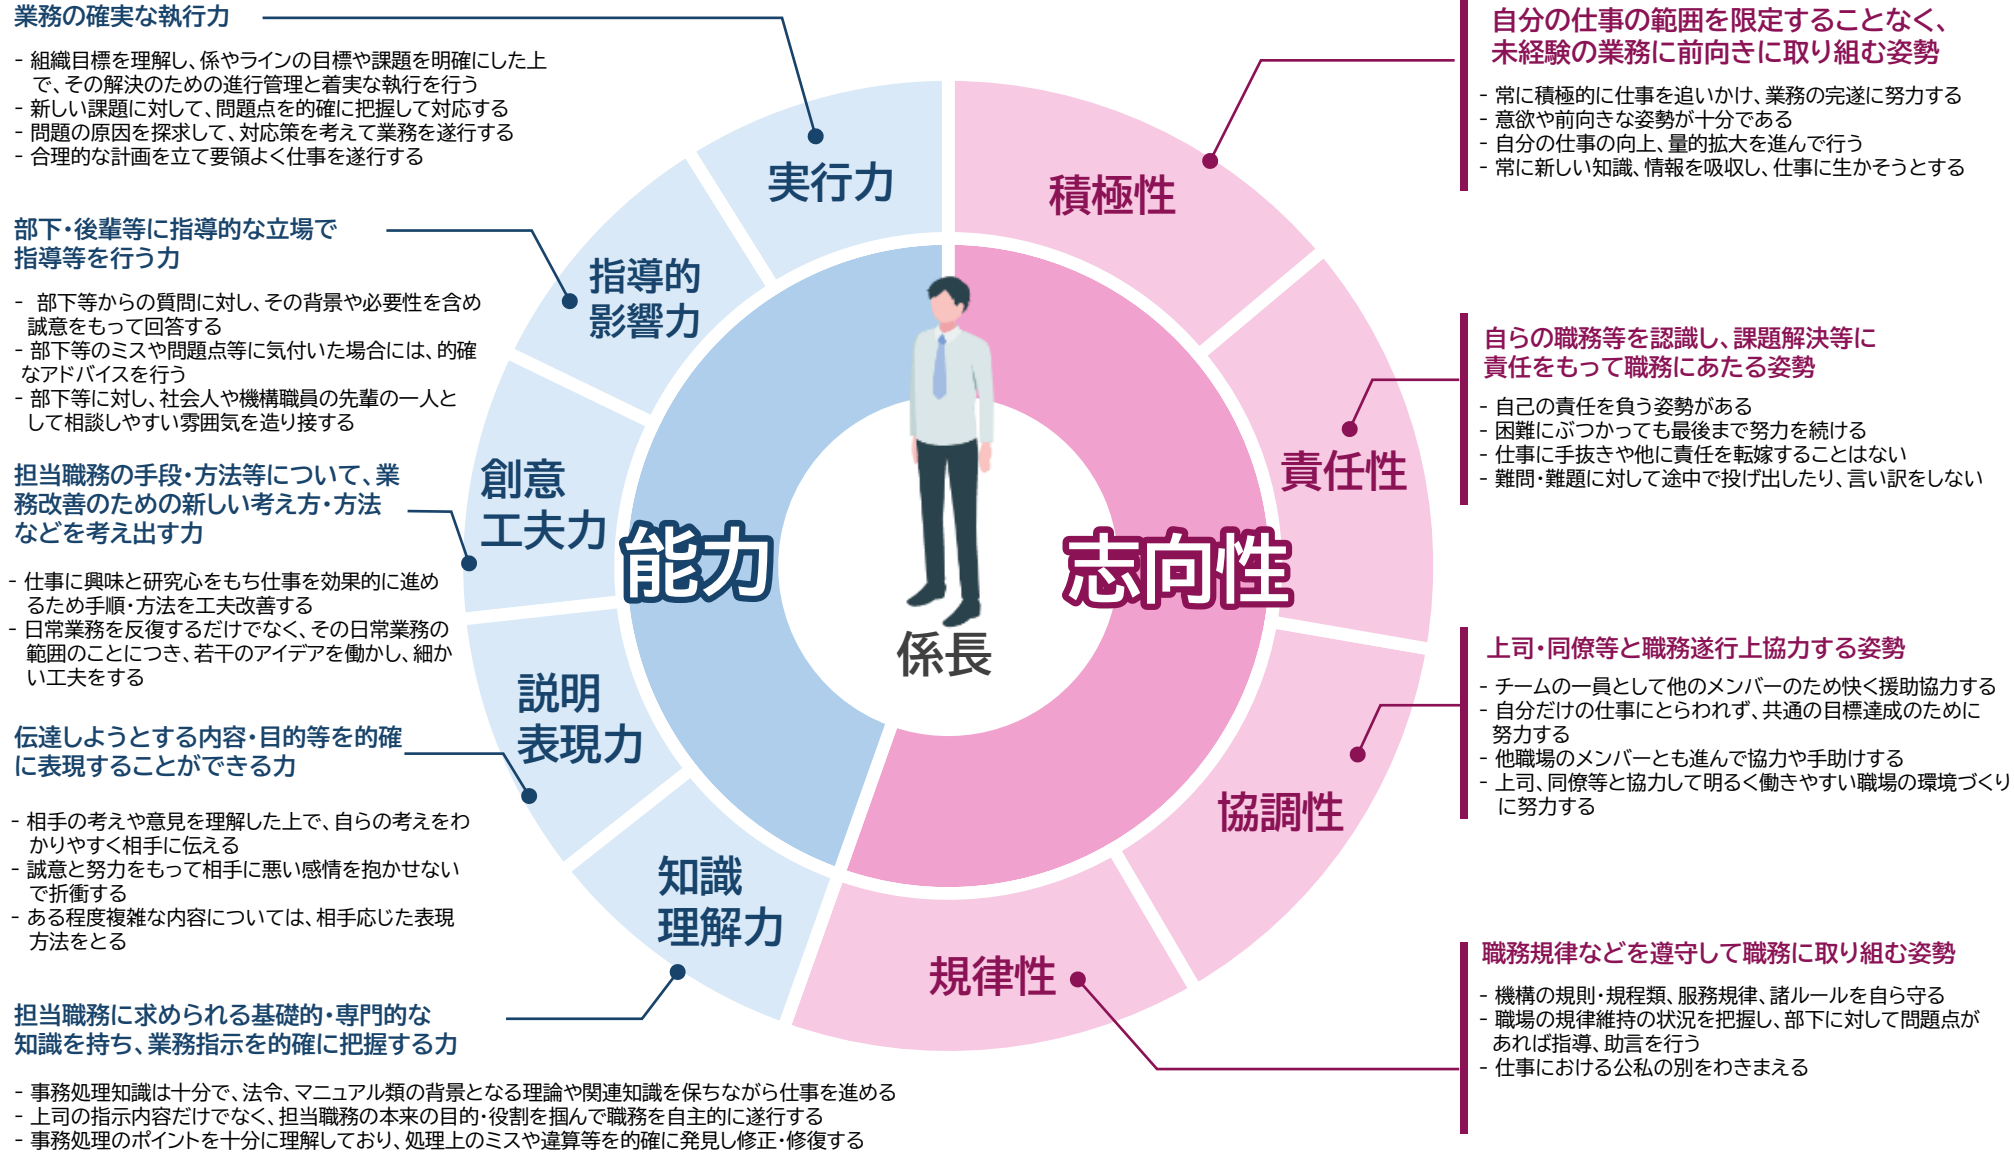 業務の確実な執行力
- 組織目標を理解し、係やラインの目標や課題を明確にした上
で、その解決のための進行管理と着実な執行を行う
- 新しい課題に対して、問題点を的確に把握して対応する
- 問題の原因を探求して、対応策を考えて業務を遂行する
- 合理的な計画を立て要領よく仕事を遂行する
部下・後輩等に指導的な立場で
指導等を行う力
- 部下等からの質問に対し、その背景や必要性を含め
誠意をもって回答する
- 部下等のミスや問題点等に気付いた場合には、的確
なアドバイスを行う
- 部下等に対し、社会人や機構職員の先輩の一人と
して相談しやすい雰囲気を造り接する
担当職務の手段・方法等について、業
務改善のための新しい考え方・方法
などを考え出す力
- 仕事に興味と研究心をもち仕事を効果的に進め
るため手順・方法を工夫改善する
- 日常業務を反復するだけでなく、その日常業務の
範囲のことにつき、若干のアイデアを働かし、細か
い工夫をする
伝達しようとする内容・目的等を的確
に表現することができる力
- 相手の考えや意見を理解した上で、自らの考えをわ
かりやすく相手に伝える
- 誠意と努力をもって相手に悪い感情を抱かせない
で折衝する
- ある程度複雑な内容については、相手応じた表現
方法をとる
担当職務に求められる基礎的・専門的な
知識を持ち、業務指示を的確に把握する力
- 事務処理知識は十分で、法令、マニュアル類の背景となる理論や関連知識を保ちながら仕事を進める
- 上司の指示内容だけでなく、担当職務の本来の目的・役割を掴んで職務を自主的に遂行する
- 事務処理のポイントを十分に理解しており、処理上のミスや違算等を的確に発見し修正・修復する
実行力
指導的
影響力
創意
工夫力
説明
表現力
知識
理解力
能力
係長
志向性
積極性
責任性
協調性
規律性
自分の仕事の範囲を限定することなく、
未経験の業務に前向きに取り組む姿勢
- 常に積極的に仕事を追いかけ、業務の完遂に努力する
- 意欲や前向きな姿勢が十分である
- 自分の仕事の向上、量的拡大を進んで行う
- 常に新しい知識、情報を吸収し、仕事に生かそうとする
自らの職務等を認識し、課題解決等に
責任をもって職務にあたる姿勢
- 自己の責任を負う姿勢がある
- 困難にぶつかっても最後まで努力を続ける
- 仕事に手抜きや他に責任を転嫁することはない
- 難問・難題に対して途中で投げ出したり、言い訳をしない
上司・同僚等と職務遂行上協力する姿勢
- チームの一員として他のメンバーのため快く援助協力する
- 自分だけの仕事にとらわれず、共通の目標達成のために
努力する
- 他職場のメンバーとも進んで協力や手助けする
- 上司、同僚等と協力して明るく働きやすい職場の環境づくり
に努力する
職務規律などを遵守して職務に取り組む姿勢
- 機構の規則・規程類、服務規律、諸ルールを自ら守る
- 職場の規律維持の状況を把握し、部下に対して問題点が
あれば指導、助言を行う
- 仕事における公私の別をわきまえる